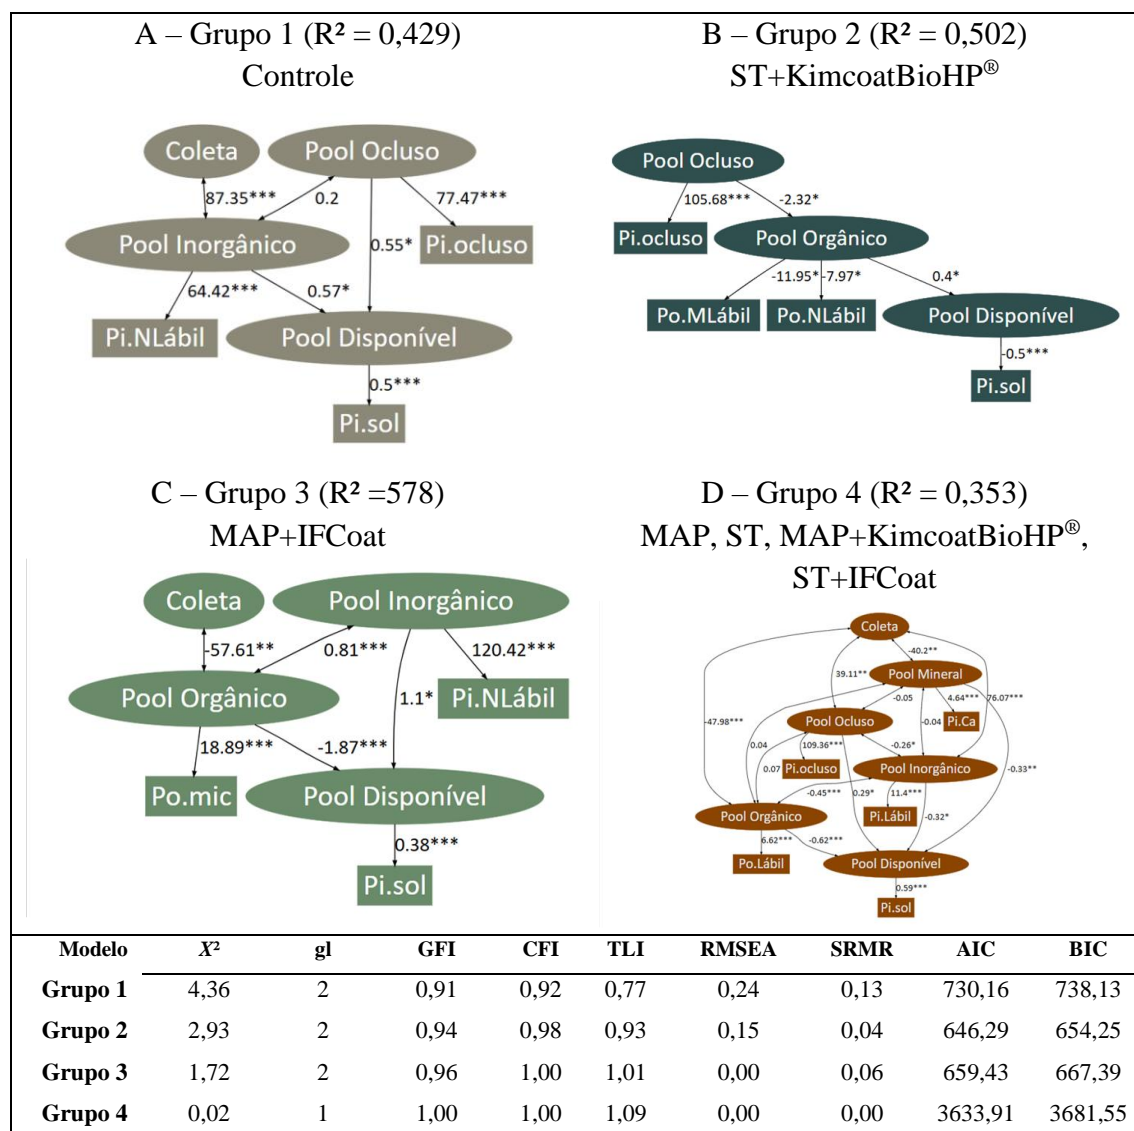 A – Grupo 1 (R² = 0,429)
Controle
Coleta
Pool Ocluso
87.35***
0.2
77.47***
Pool Inorgânico
0.55*
Pi.ocluso
64.42***
0.57*
Pi.NLábil
Pool Disponível
0.5***
Pi.sol
B – Grupo 2 (R² = 0,502)
ST+KimcoatBioHP®
Pool Ocluso
105.68***
-2.32*
Pi.ocluso
Pool Orgânico
-11.95*
-7.97*
0.4*
Po.MLábil
Po.NLábil
Pool Disponível
-0.5***
Pi.sol
C – Grupo 3 (R² =578)
MAP+IFCoat
Coleta
Pool Inorgânico
-57.61**
0.81***
120.42***
Pool Orgânico
1.1*
Pi.NLábil
18.89***
-1.87***
Po.mic
Pool Disponível
0.38***
Pi.sol
D – Grupo 4 (R² = 0,353)
MAP, ST, MAP+KimcoatBioHP®,
ST+IFCoat
Coleta
-40.2**
39.11**
Pool Mineral
-0.05
4.64***
76.07***
-47.98***
Pool Ocluso
-0.04
Pi.Ca
0.04
109.36***
-0.26*
0.07
Pi.ocluso
Pool Inorgânico
-0.33**
-0.45***
0.29*
11.4***
Pool Orgânico
Pi.Lábil
-0.32*
6.62***
-0.62***
Po.Lábil
Pool Disponível
0.59***
Pi.sol
Modelo X² gl GFI CFI TLI RMSEA SRMR AIC BIC
Grupo 1 4,36 2 0,91 0,92 0,77 0,24 0,13 730,16 738,13
Grupo 2 2,93 2 0,94 0,98 0,93 0,15 0,04 646,29 654,25
Grupo 3 1,72 2 0,96 1,00 1,01 0,00 0,06 659,43 667,39
Grupo 4 0,02 1 1,00 1,00 1,09 0,00 0,00 3633,91 3681,55